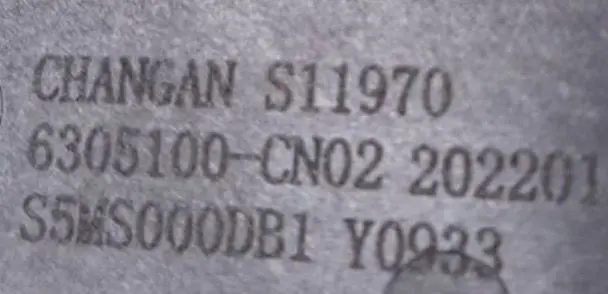 CHANGAN S11970
6305100-CN02 202201
S5MS000DB1 Y0933